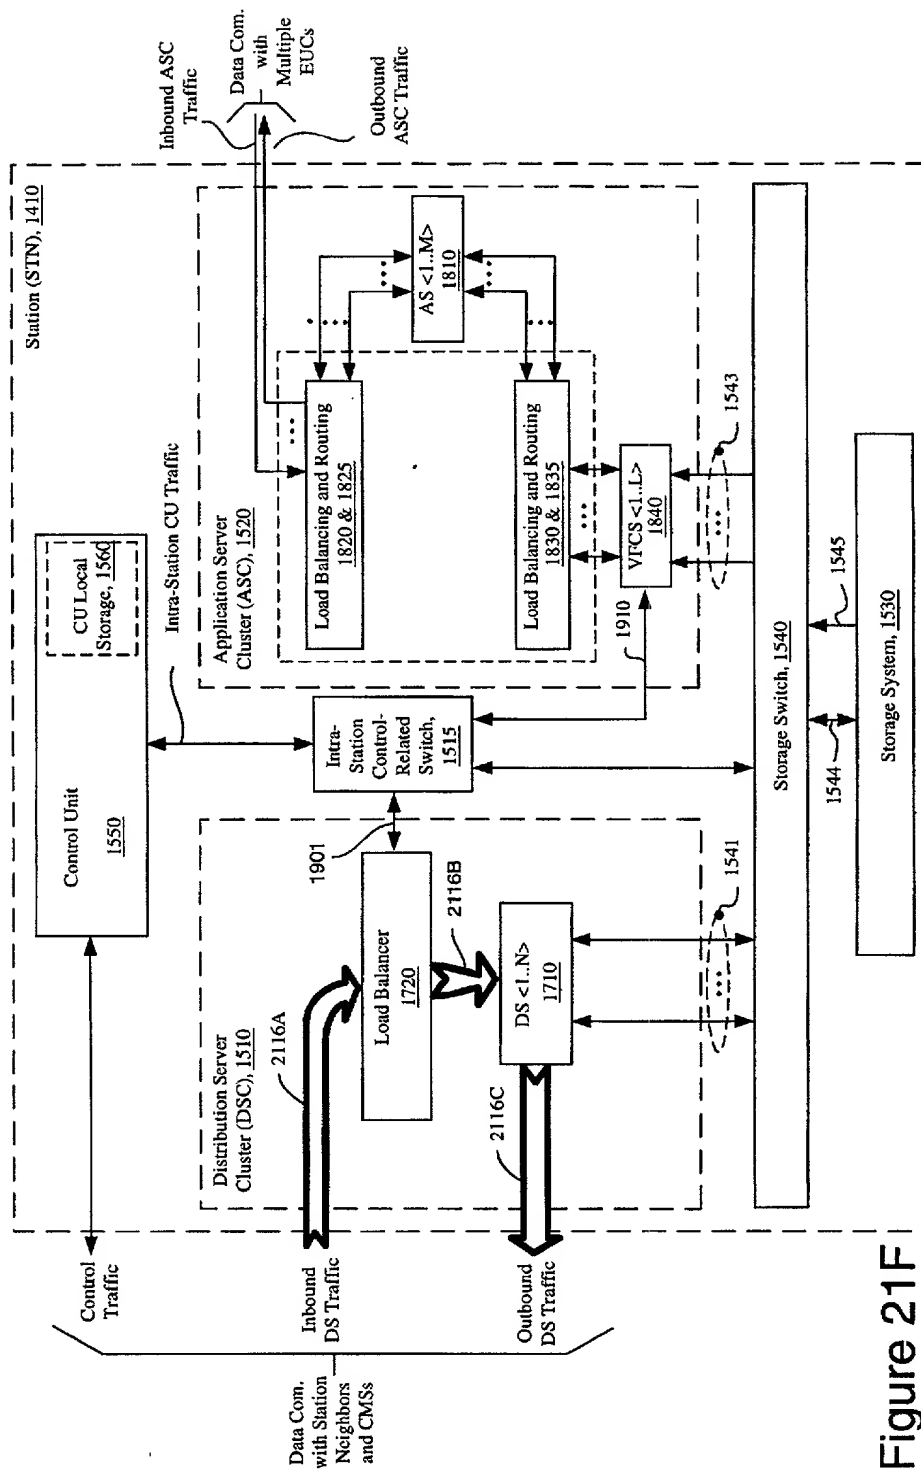 Station (STN), 1410
Control Unit
1550
CU Local
Storage, 1560
Control
Traffic
Intra-Station CU Traffic
Data Com.
with Station
Neighbors
and CMSs
Inbound
DS Traffic
Outbound
DS Traffic
Distribution Server
Cluster (DSC), 1510
2116A
Load Balancer
1720
2116B
DS <1..N>
1710
2116C
1901
Intra-
Station
Control-
Related
Switch,
1515
Application Server
Cluster (ASC), 1520
Load Balancing and Routing
1820 & 1825
Load Balancing and Routing
1830 & 1835
AS <1..M>
1810
VFCS <1..L>
1840
1910
Inbound ASC
Traffic
Data Com.
with
Multiple
EUCs
Outbound
ASC Traffic
1541
1543
Storage Switch, 1540
1544
1545
Storage System, 1530
Figure 21F